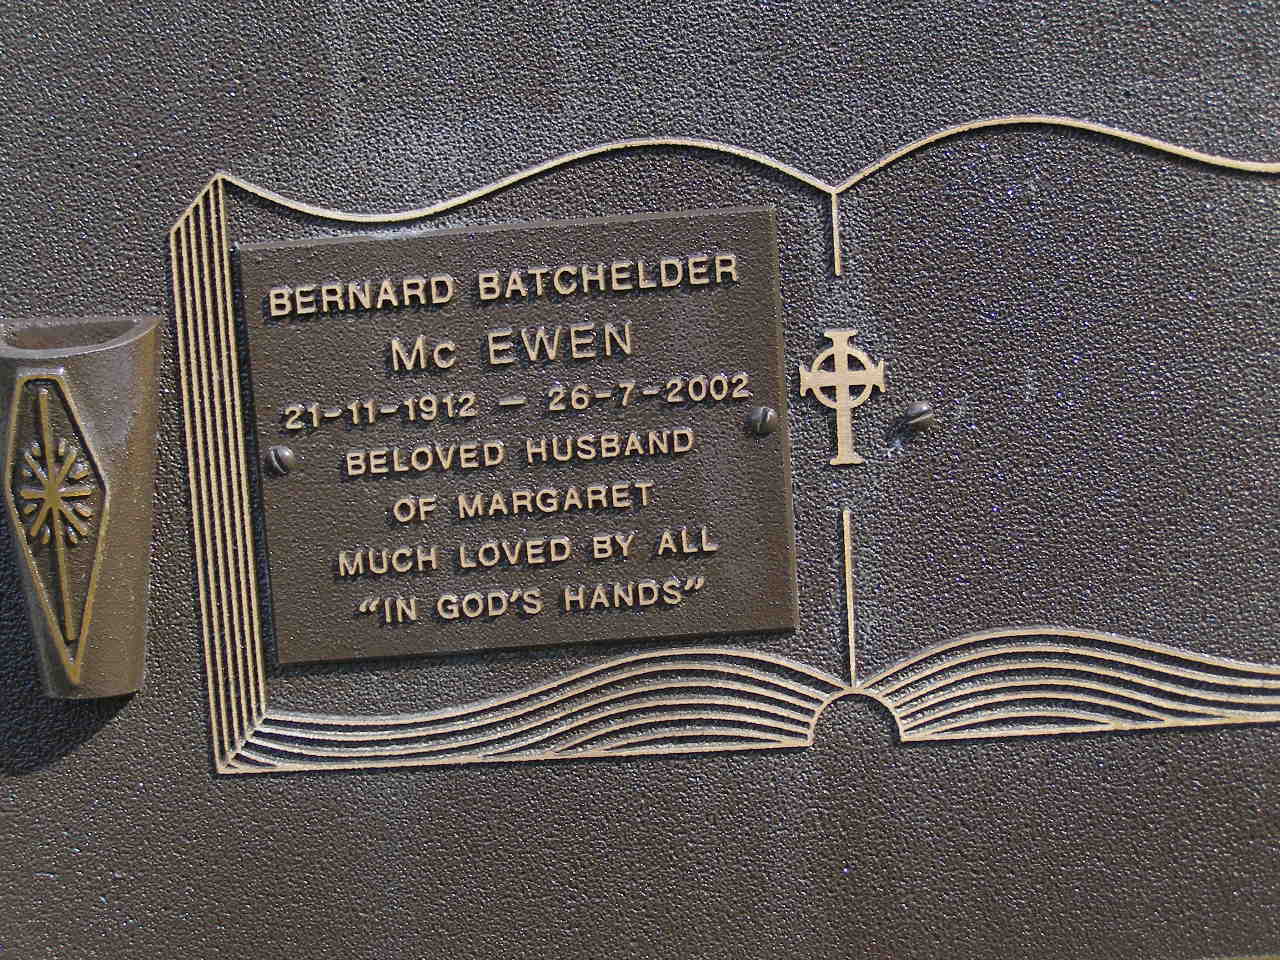 BERNARD BATCHELDER
Mc EWEN
21-11-1912 - 26-7-2002
BELOVED HUSBAND
OF MARGARET
MUCH LOVED BY ALL
"IN GOD'S HANDS"